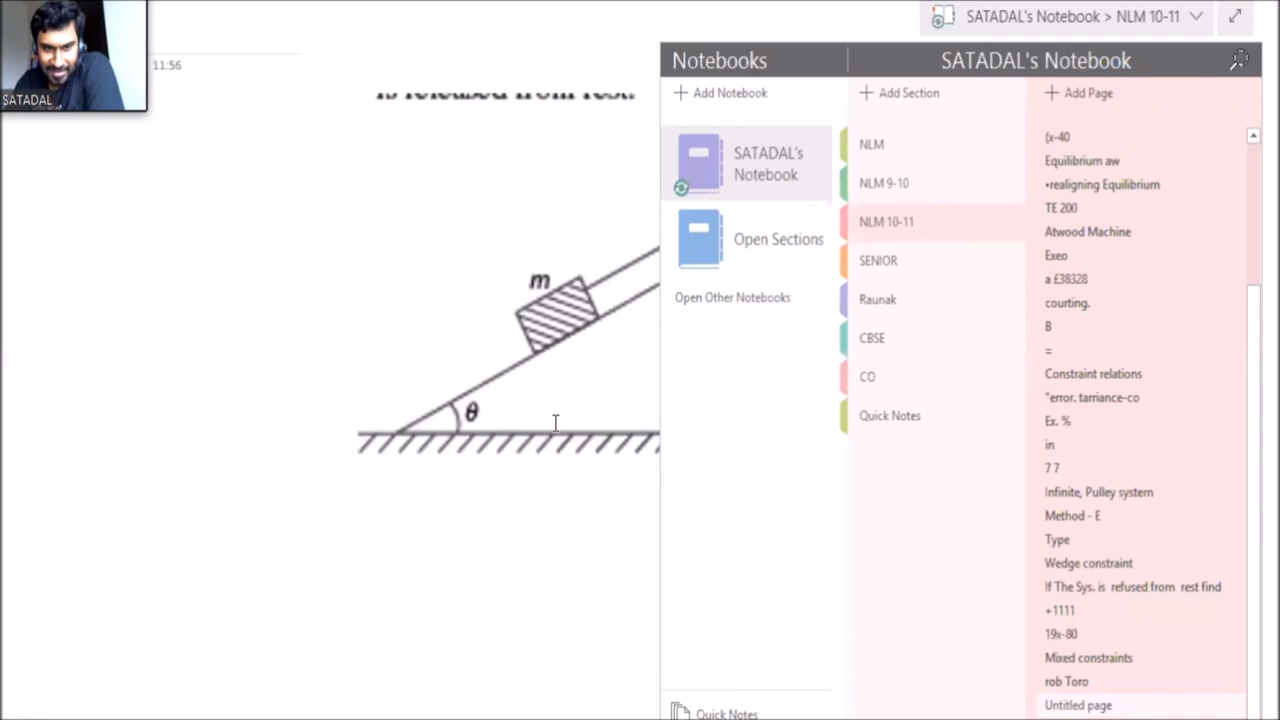 SATADAL
11:56
is released from rest.
m
θ
SATADAL's Notebook > NLM 10-11
Notebooks
SATADAL's Notebook
Add Notebook
Add Section
Add Page
SATADAL's
Notebook
Open Sections
Open Other Notebooks
Quick Notes
NLM
NLM 9-10
NLM 10-11
SENIOR
Raunak
CBSE
CO
Quick Notes
(x-40
Equilibrium aw
•realigning Equilibrium
TE 200
Atwood Machine
Exeo
a £38328
courting.
B
=
Constraint relations
"error. tarriance-co
Ex. %
in
7 7
Infinite, Pulley system
Method - E
Type
Wedge constraint
If The Sys. is refused from rest find
+1111
19x-80
Mixed constraints
rob Toro
Untitled page